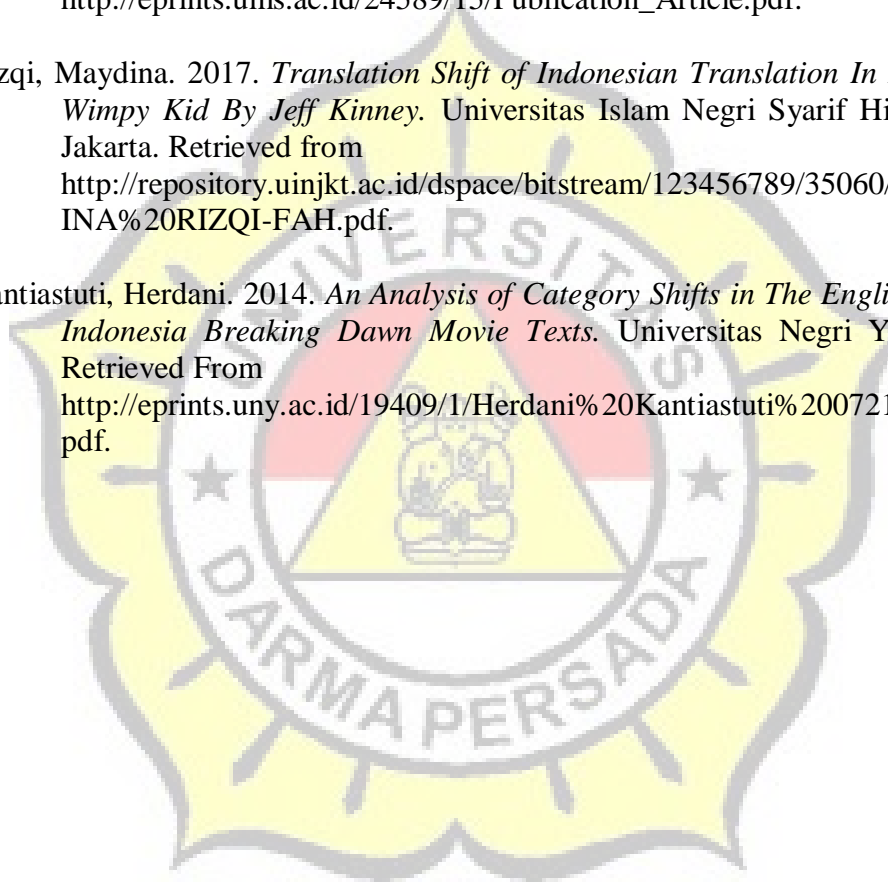 http://eprints.ums.ac.id/24589/15/Publication_Article.pdf.
zqi, Maydina. 2017. Translation Shift of Indonesian Translation In
Wimpy Kid By Jeff Kinney. Universitas Islam Negri Syarif Hi
Jakarta. Retrieved from
http://repository.uinjkt.ac.id/dspace/bitstream/123456789/35060/
INA%20RIZQI-FAH.pdf.
antiastuti, Herdani. 2014. An Analysis of Category Shifts in The Engli
Indonesia Breaking Dawn Movie Texts. Universitas Negri Y
Retrieved From
http://eprints.uny.ac.id/19409/1/Herdani%20Kantiastuti%200721
pdf.
UNIVERSITAS
DARMA PERSADA